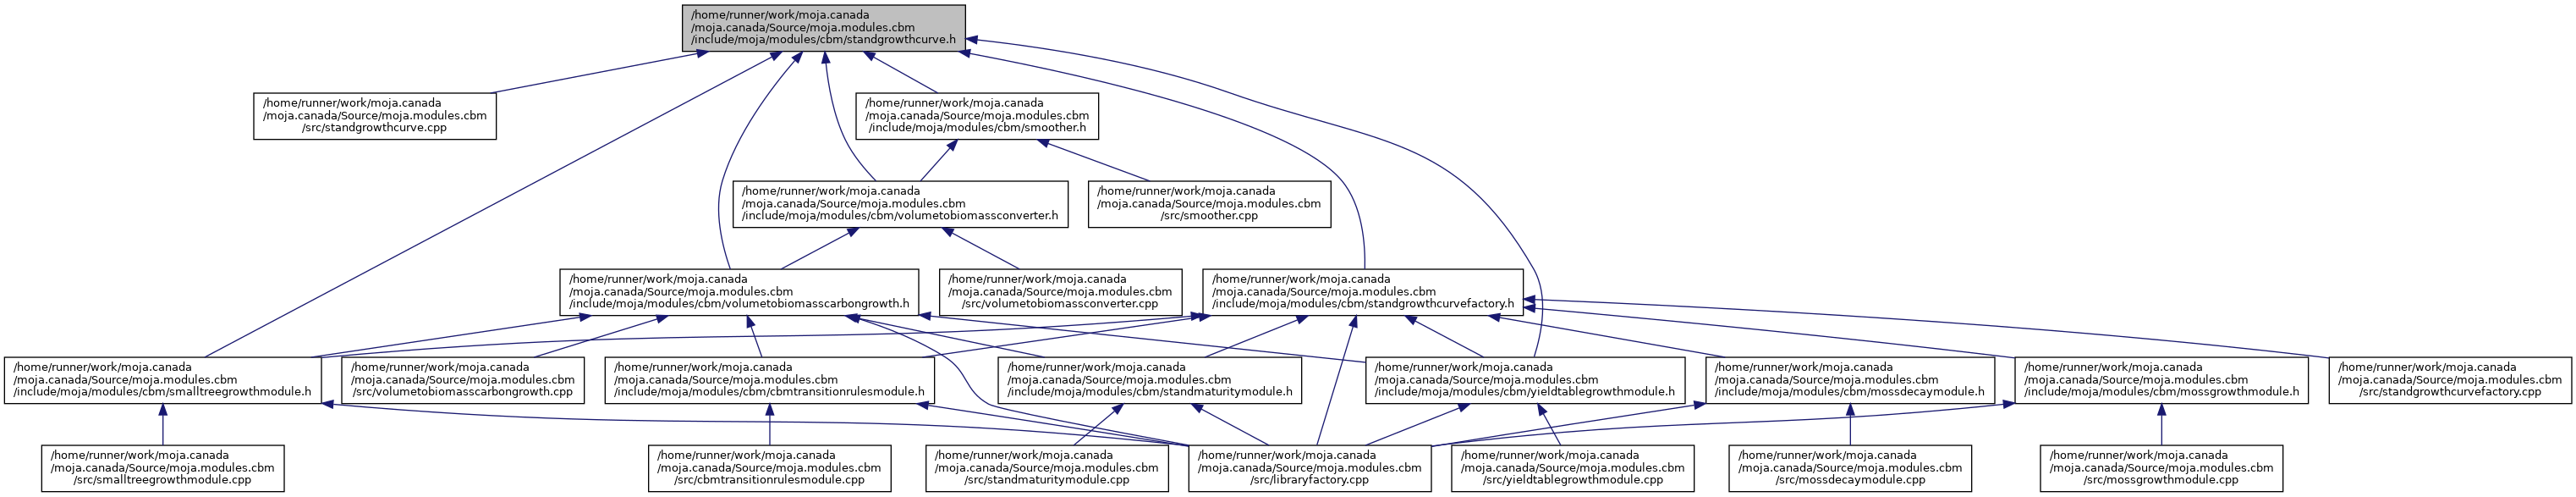 /home/runner/work/moja.canada
/moja.canada/Source/moja.modules.cbm
/include/moja/modules/cbm/standgrowthcurve.h
/home/runner/work/moja.canada
/moja.canada/Source/moja.modules.cbm
/src/standgrowthcurve.cpp
/home/runner/work/moja.canada
/moja.canada/Source/moja.modules.cbm
/include/moja/modules/cbm/smoother.h
/home/runner/work/moja.canada
/moja.canada/Source/moja.modules.cbm
/include/moja/modules/cbm/volumetobiomassconverter.h
/home/runner/work/moja.canada
/moja.canada/Source/moja.modules.cbm
/src/smoother.cpp
/home/runner/work/moja.canada
/moja.canada/Source/moja.modules.cbm
/include/moja/modules/cbm/volumetobiomasscarbongrowth.h
/home/runner/work/moja.canada
/moja.canada/Source/moja.modules.cbm
/src/volumetobiomassconverter.cpp
/home/runner/work/moja.canada
/moja.canada/Source/moja.modules.cbm
/include/moja/modules/cbm/standgrowthcurvefactory.h
/home/runner/work/moja.canada
/moja.canada/Source/moja.modules.cbm
/include/moja/modules/cbm/smalltreegrowthmodule.h
/home/runner/work/moja.canada
/moja.canada/Source/moja.modules.cbm
/src/volumetobiomasscarbongrowth.cpp
/home/runner/work/moja.canada
/moja.canada/Source/moja.modules.cbm
/include/moja/modules/cbm/cbmtransitionrulesmodule.h
/home/runner/work/moja.canada
/moja.canada/Source/moja.modules.cbm
/include/moja/modules/cbm/standmaturitymodule.h
/home/runner/work/moja.canada
/moja.canada/Source/moja.modules.cbm
/include/moja/modules/cbm/yieldtablegrowthmodule.h
/home/runner/work/moja.canada
/moja.canada/Source/moja.modules.cbm
/include/moja/modules/cbm/mossdecaymodule.h
/home/runner/work/moja.canada
/moja.canada/Source/moja.modules.cbm
/include/moja/modules/cbm/mossgrowthmodule.h
/home/runner/work/moja.canada
/moja.canada/Source/moja.modules.cbm
/src/standgrowthcurvefactory.cpp
/home/runner/work/moja.canada
/moja.canada/Source/moja.modules.cbm
/src/smalltreegrowthmodule.cpp
/home/runner/work/moja.canada
/moja.canada/Source/moja.modules.cbm
/src/cbmtransitionrulesmodule.cpp
/home/runner/work/moja.canada
/moja.canada/Source/moja.modules.cbm
/src/standmaturitymodule.cpp
/home/runner/work/moja.canada
/moja.canada/Source/moja.modules.cbm
/src/libraryfactory.cpp
/home/runner/work/moja.canada
/moja.canada/Source/moja.modules.cbm
/src/yieldtablegrowthmodule.cpp
/home/runner/work/moja.canada
/moja.canada/Source/moja.modules.cbm
/src/mossdecaymodule.cpp
/home/runner/work/moja.canada
/moja.canada/Source/moja.modules.cbm
/src/mossgrowthmodule.cpp